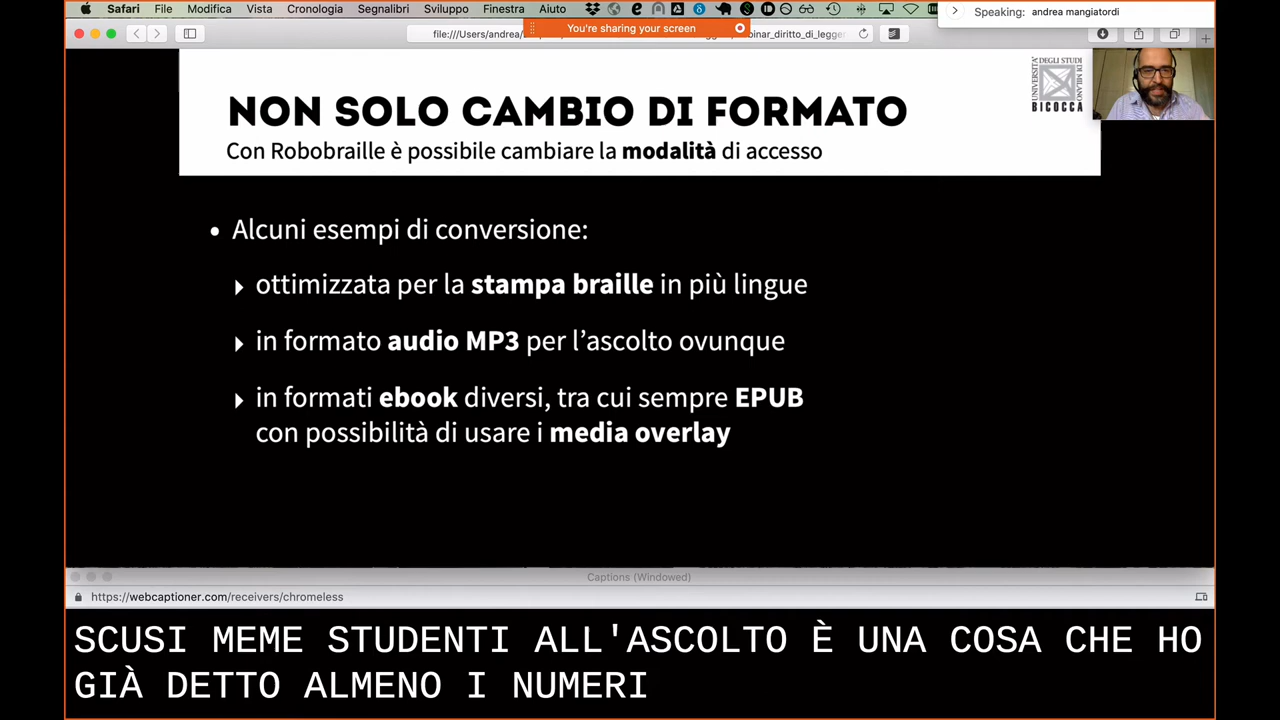 Safari File Modifica Vista Cronologia Segnalibri Sviluppo Finestra Aiuto
Speaking: andrea mangiatordi
You're sharing your screen
file:///Users/andrea/
binar_diritto_di_legge
NON SOLO CAMBIO DI FORMATO
Con Robobraille è possibile cambiare la modalità di accesso
UNIVERSITÀ DEGLI STUDI DI MILANO
BICOCCA
• Alcuni esempi di conversione:
ottimizzata per la stampa braille in più lingue
in formato audio MP3 per l’ascolto ovunque
in formati ebook diversi, tra cui sempre EPUB
con possibilità di usare i media overlay
Captions (Windowed)
https://webcaptioner.com/receivers/chromeless
SCUSI MEME STUDENTI ALL'ASCOLTO È UNA COSA CHE HO
GIÀ DETTO ALMENO I NUMERI